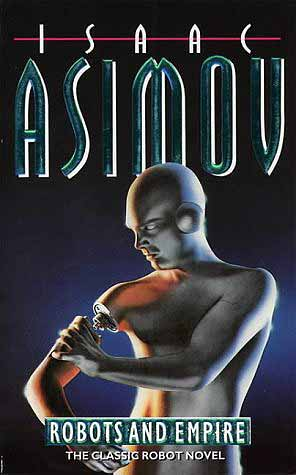 ISAAC
ASIMOV
ROBOTS AND EMPIRE
THE CLASSIC ROBOT NOVEL